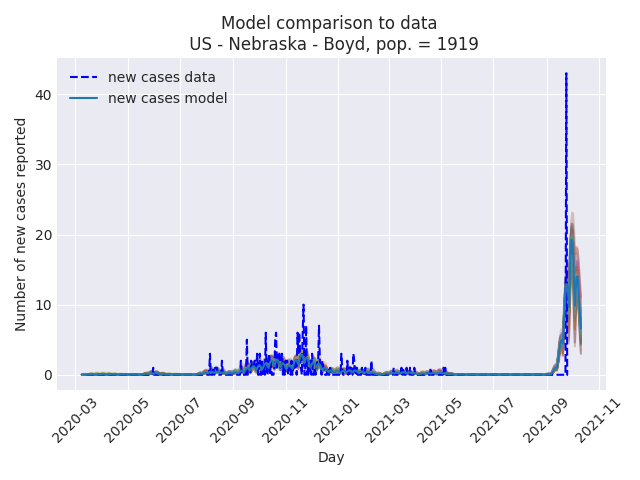 Model comparison to data
US - Nebraska - Boyd, pop. = 1919
new cases data
new cases model
Number of new cases reported
40
30
20
10
0
2020-03
2020-05
2020-07
2020-09
2020-11
2021-01
2021-03
2021-05
2021-07
2021-09
2021-11
Day